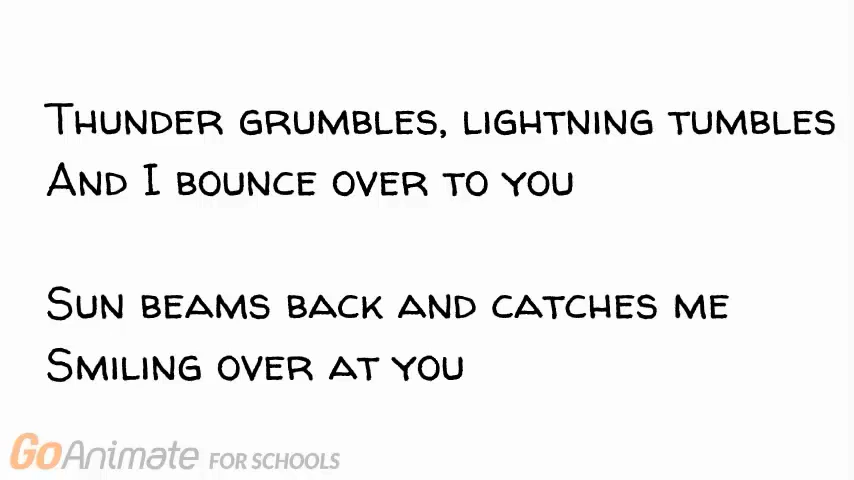 Thunder grumbles, lightning tumbles
And I bounce over to you
Sun beams back and catches me
Smiling over at you
GoAnimate FOR SCHOOLS